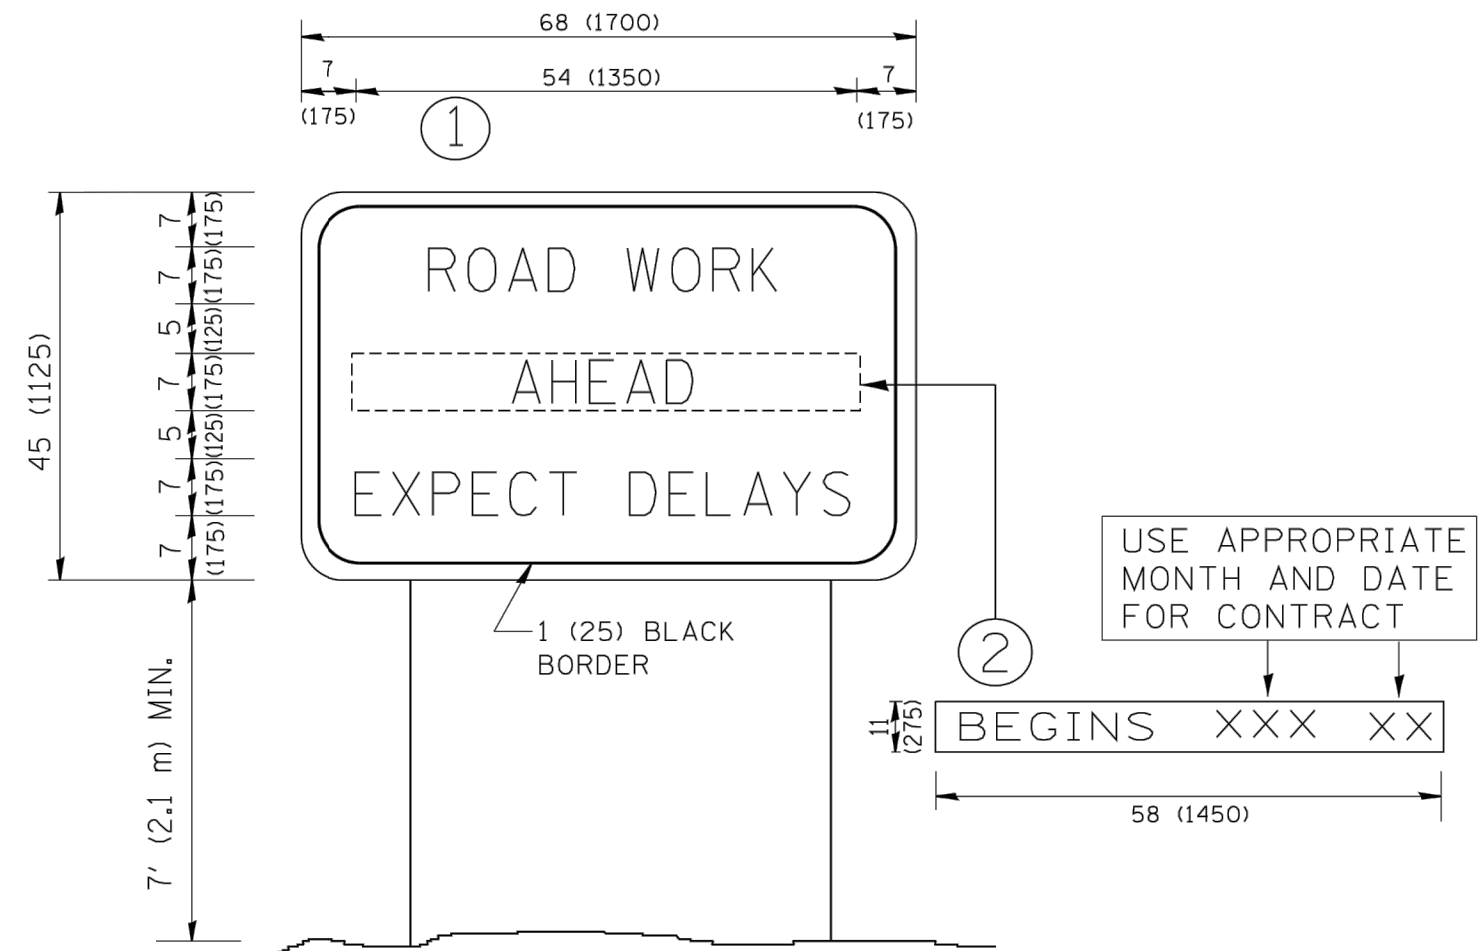 68 (1700)
7
54 (1350)
7
(175)
(175)
1
45 (1125)
7
(175)
7
(175)
5
(125)
7
(175)
5
(125)
7
(175)
7
(175)
ROAD WORK
AHEAD
EXPECT DELAYS
1 (25) BLACK
BORDER
7' (2.1 m) MIN.
USE APPROPRIATE
MONTH AND DATE
FOR CONTRACT
2
11
(275)
BEGINS XXX XX
58 (1450)